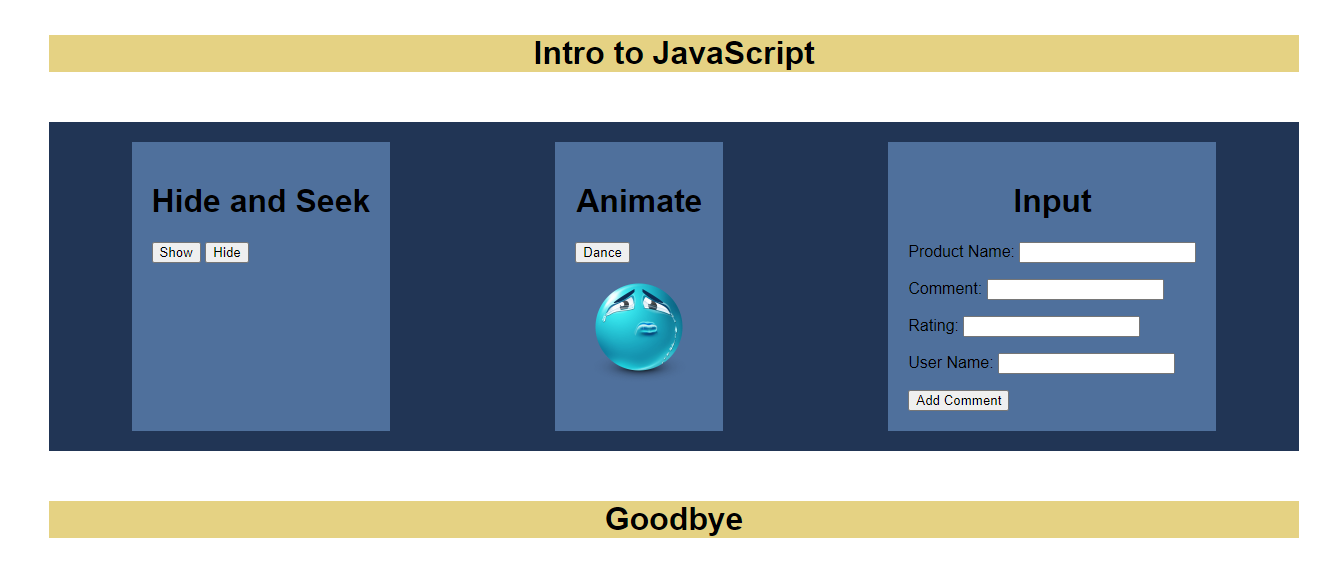 Intro to JavaScript
Hide and Seek
Show Hide
Animate
Dance
Input
Product Name:
Comment:
Rating:
User Name:
Add Comment
Goodbye